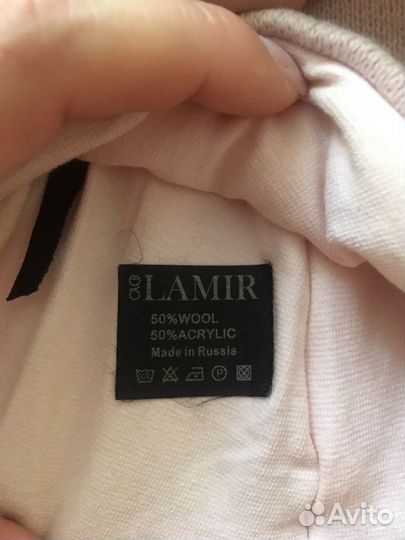 LAMIR
50%WOOL
50%ACRYLIC
Made in Russia
P
Avito